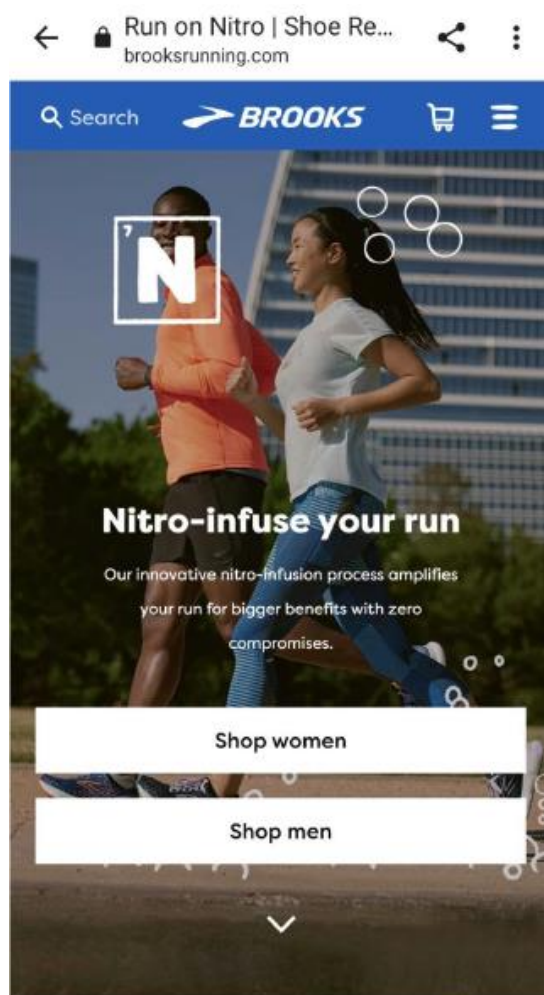 Run on Nitro | Shoe Re...
brooksrunning.com
Search BROOKS
'N
Nitro-infuse your run
Our innovative nitro-infusion process amplifies
your run for bigger benefits with zero
compromises.
Shop women
Shop men